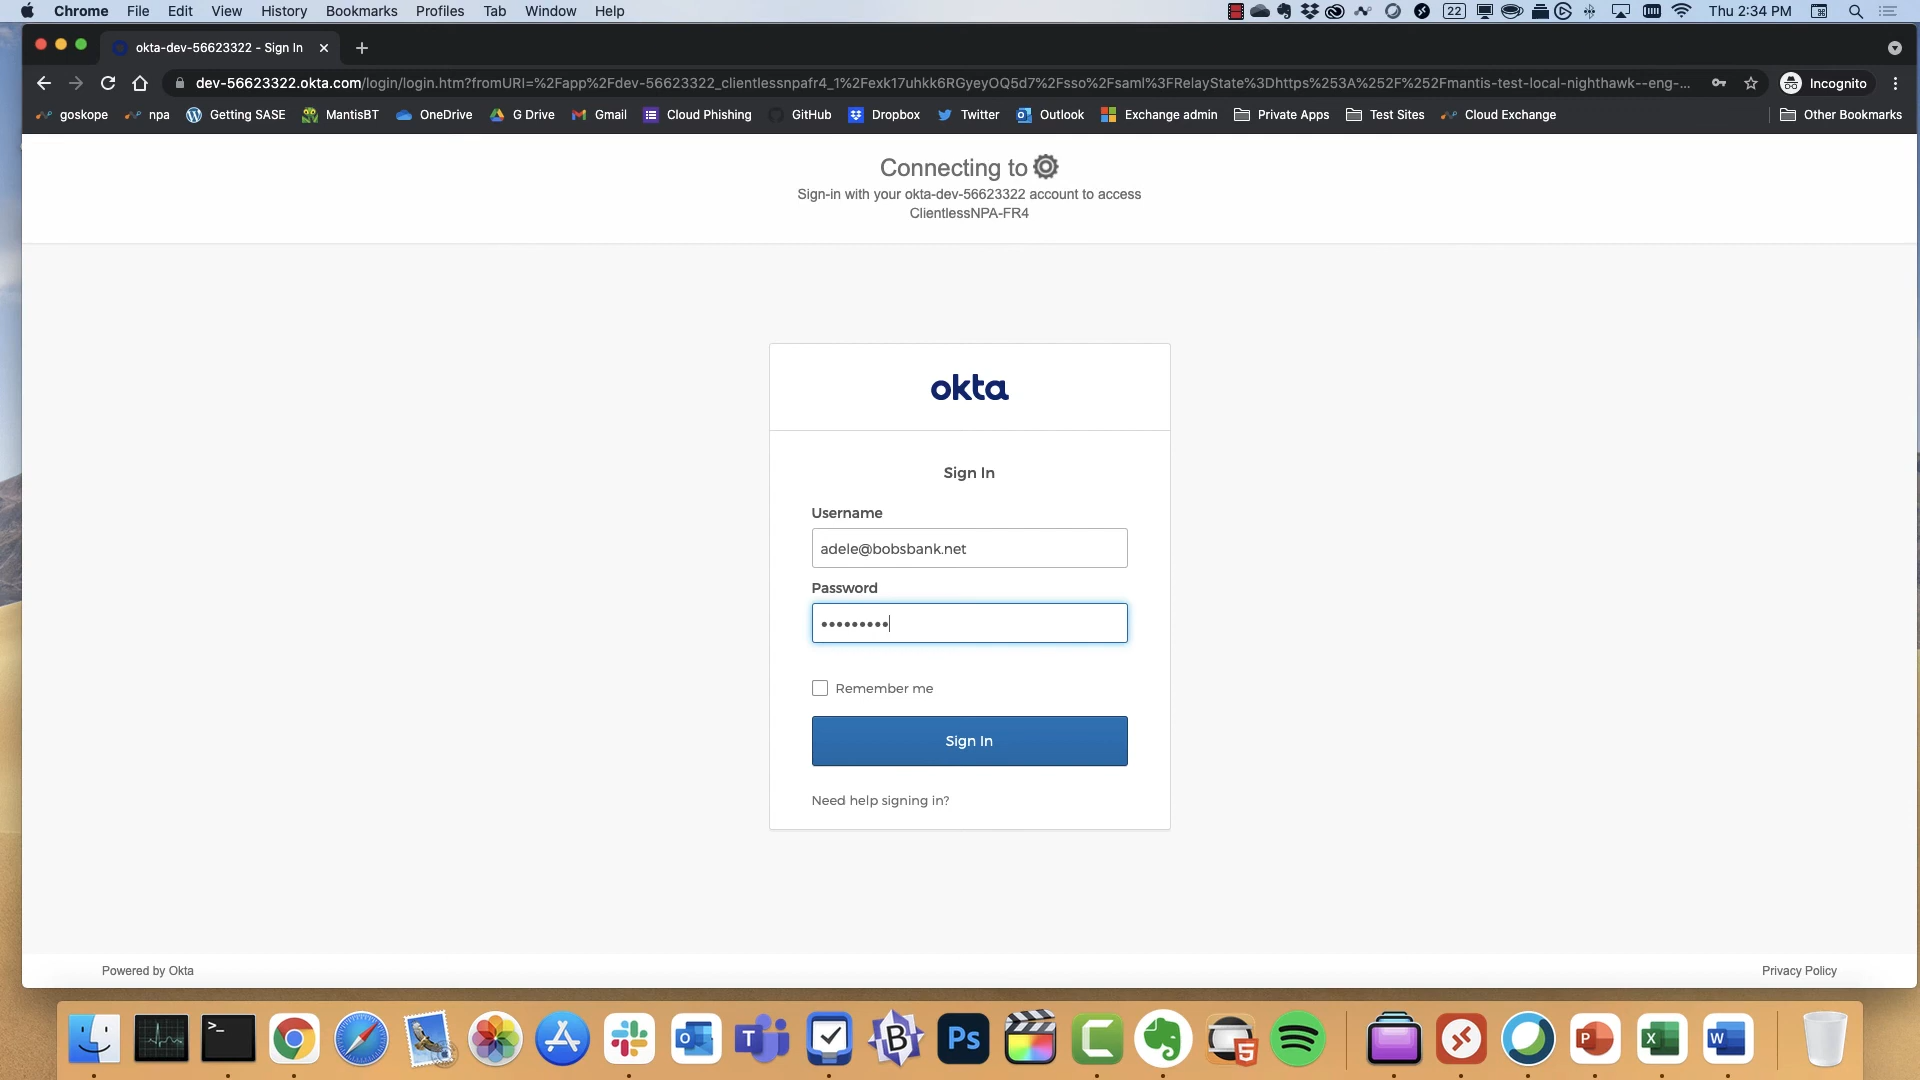 Chrome File Edit View History Bookmarks Profiles Tab Window Help 22 Thu 2:34 PM
okta-dev-56623322 - Sign In
dev-56623322.okta.com/login/login.htm?fromURI=%2Fapp%2Fdev-56623322_clientlessnpafr4_1%2Fexk17uhkk6RGyeyOQ5d7%2Fsso%2Fsaml%3FRelayState%3Dhttps%253A%252F%252Fmantis-test-local-nighthawk--eng-... Incognito
goskope npa Getting SASE MantisBT OneDrive G Drive Gmail Cloud Phishing GitHub Dropbox Twitter Outlook Exchange admin Private Apps Test Sites Cloud Exchange Other Bookmarks
Connecting to
Sign-in with your okta-dev-56623322 account to access
ClientlessNPA-FR4
okta
Sign In
Username
adele@bobsbank.net
Password
•••••••••
Remember me
Sign In
Need help signing in?
Powered by Okta Privacy Policy
>_ O T B Ps C 5 P X W